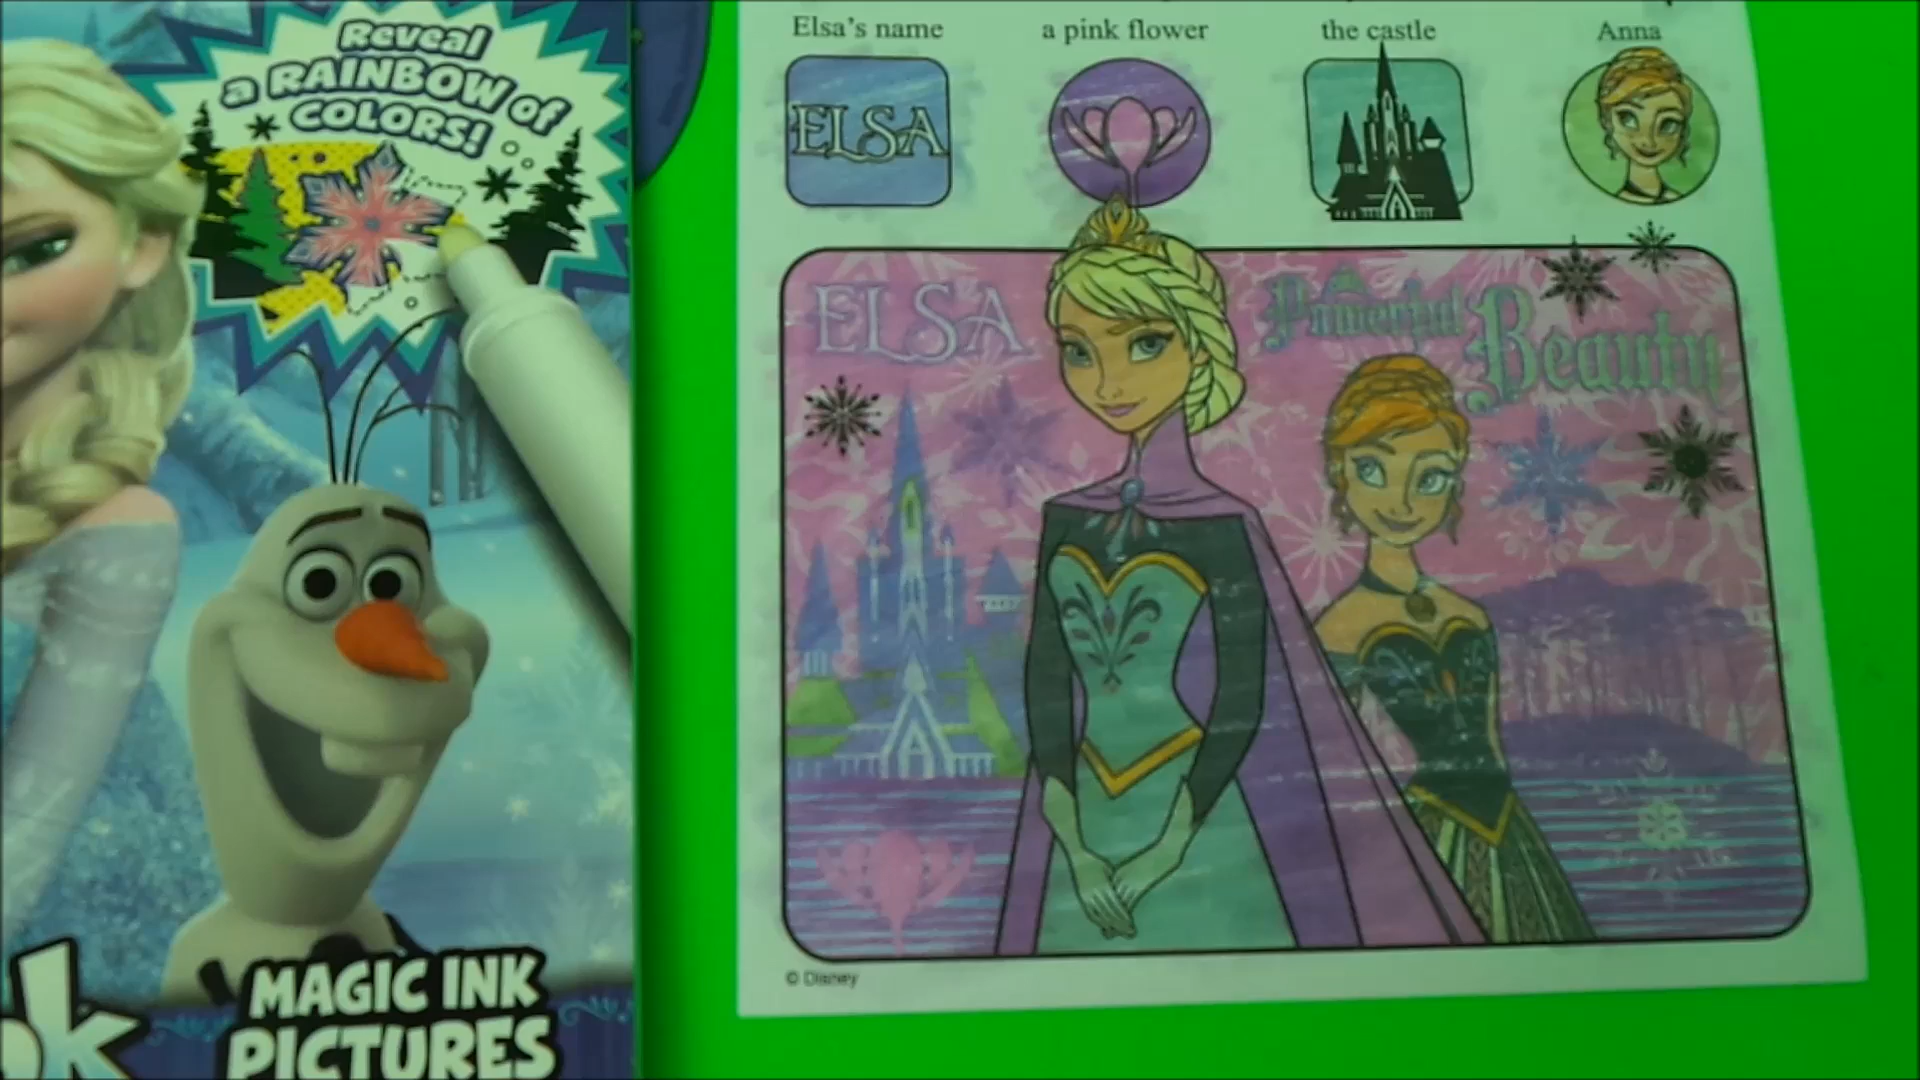 Reveal
a RAINBOW of
COLORS!
MAGIC INK
PICTURES
Elsa's name
a pink flower
the castle
Anna
ELSA
ELSA
Powerful
Beauty
© Disney